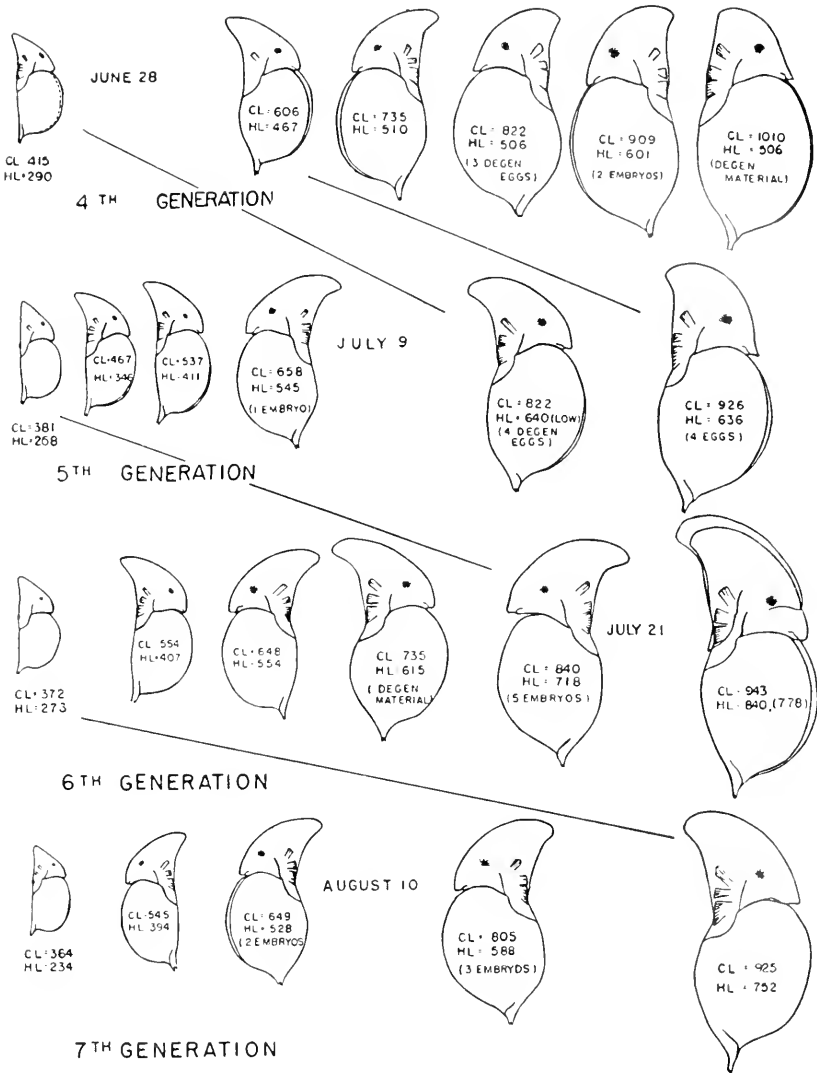 JUNE 28
CL 415
HL=290
CL=606
HL=467
CL=735
HL=510
CL= 822
HL= 506
(3 DEGEN
EGGS)
CL= 909
HL= 601
(2 EMBRYOS)
CL= 1010
HL = 506
(DEGEN
MATERIAL)
4 TH GENERATION
CL=381
HL=268
CL=467
HL=346
CL=537
HL=411
CL= 658
HL=545
(1 EMBRYO)
JULY 9
CL = 822
HL= 640(LOW)
(4 DEGEN
EGGS)
CL = 926
HL= 636
(4 EGGS)
5TH GENERATION
CL=372
HL=273
CL 554
HL=407
CL=648
HL=554
CL 735
HL 615
( DEGEN
MATERIAL)
CL= 840
HL= 718
(5 EMBRYOS)
JULY 21
CL= 943
HL= 840,(778)
6TH GENERATION
CL=364
HL=234
CL=545
HL 394
CL= 649
HL= 528
(2 EMBRYOS
AUGUST 10
CL= 805
HL= 588
(3 EMBRYOS)
CL = 925
HL = 752
7TH GENERATION